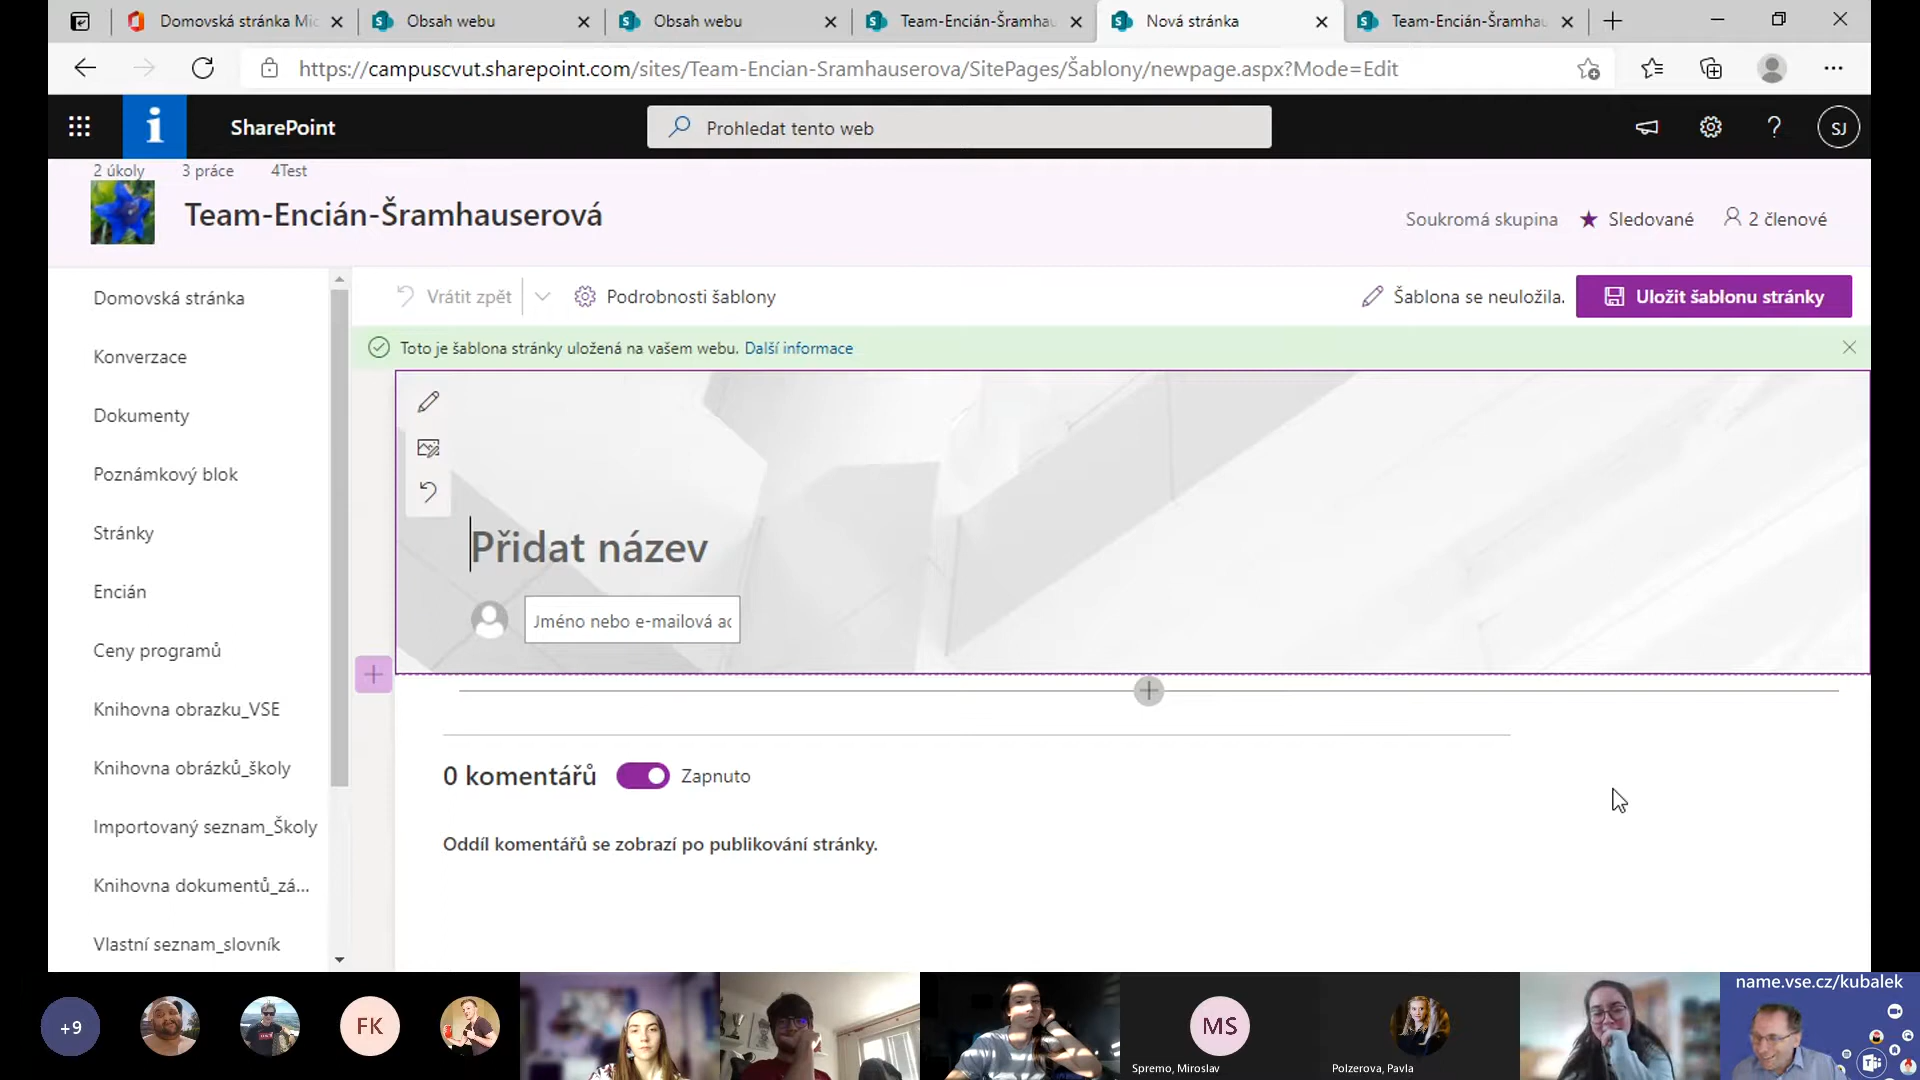 Domovská stránka Mic
Obsah webu
Obsah webu
Team-Encián-Šramhau
Nová stránka
Team-Encián-Šramhau
https://campuscvut.sharepoint.com/sites/Team-Encian-Sramhauserova/SitePages/Šablony/newpage.aspx?Mode=Edit
SharePoint
Prohledat tento web
SJ
2 úkoly
3 práce
4Test
Team-Encián-Šramhauserová
Soukromá skupina
Sledované
2 členové
Domovská stránka
Konverzace
Dokumenty
Poznámkový blok
Stránky
Encián
Ceny programů
Knihovna obrazku_VSE
Knihovna obrázků_školy
Importovaný seznam_Školy
Knihovna dokumentů_zá...
Vlastní seznam_slovník
Vrátit zpět
Podrobnosti šablony
Šablona se neuložila.
Uložit šablonu stránky
Toto je šablona stránky uložená na vašem webu. Další informace
Přidat název
Jméno nebo e-mailová ac
0 komentářů
Zapnuto
Oddíl komentářů se zobrazí po publikování stránky.
+9
FK
MS
Spremo, Miroslav
Polzerova, Pavla
name.vse.cz/kubalek